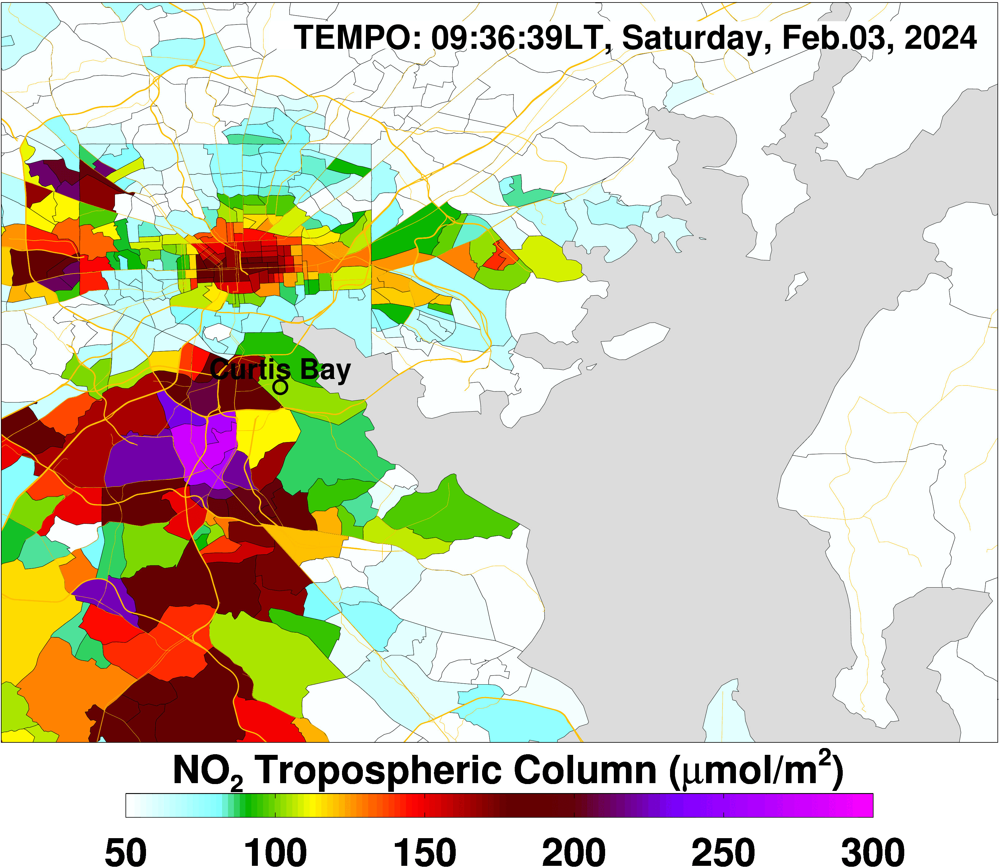 TEMPO: 09:36:39LT, Saturday, Feb.03, 2024
Curtis Bay
NO₂ Tropospheric Column (μmol/m²)
50 100 150 200 250 300